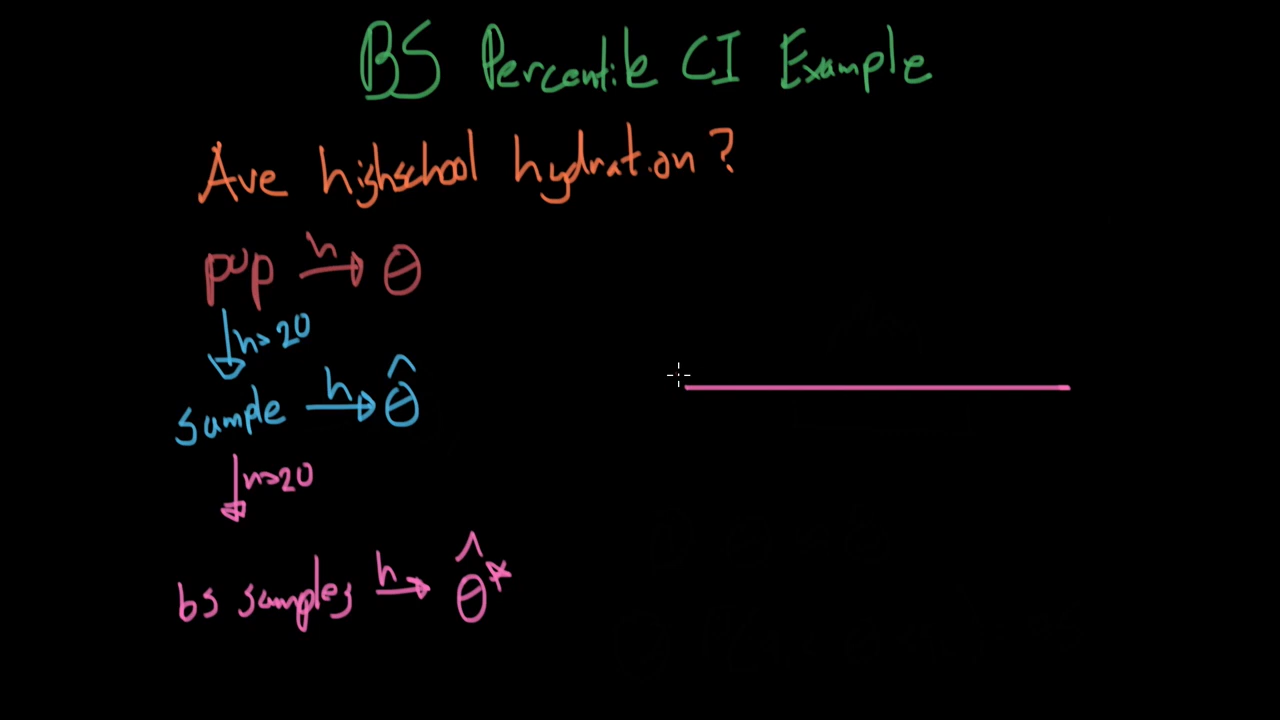 BS Percentile CI Example
Ave highschool hydration?
pop h→ θ
↓n=20
sample h→ θ̂
↓n=20
bs samples h→ θ̂*